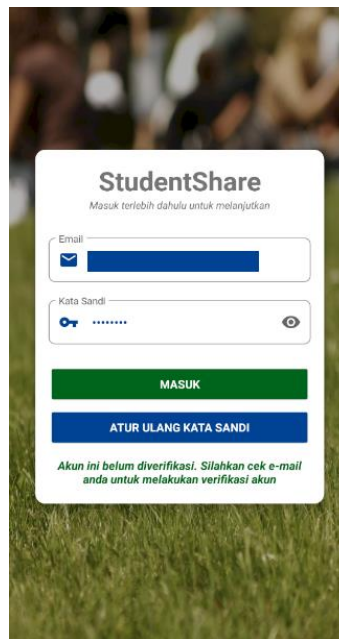 StudentShare
Masuk terlebih dahulu untuk melanjutkan
Email
Kata Sandi
MASUK
ATUR ULANG KATA SANDI
Akun ini belum diverifikasi. Silahkan cek e-mail
anda untuk melakukan verifikasi akun